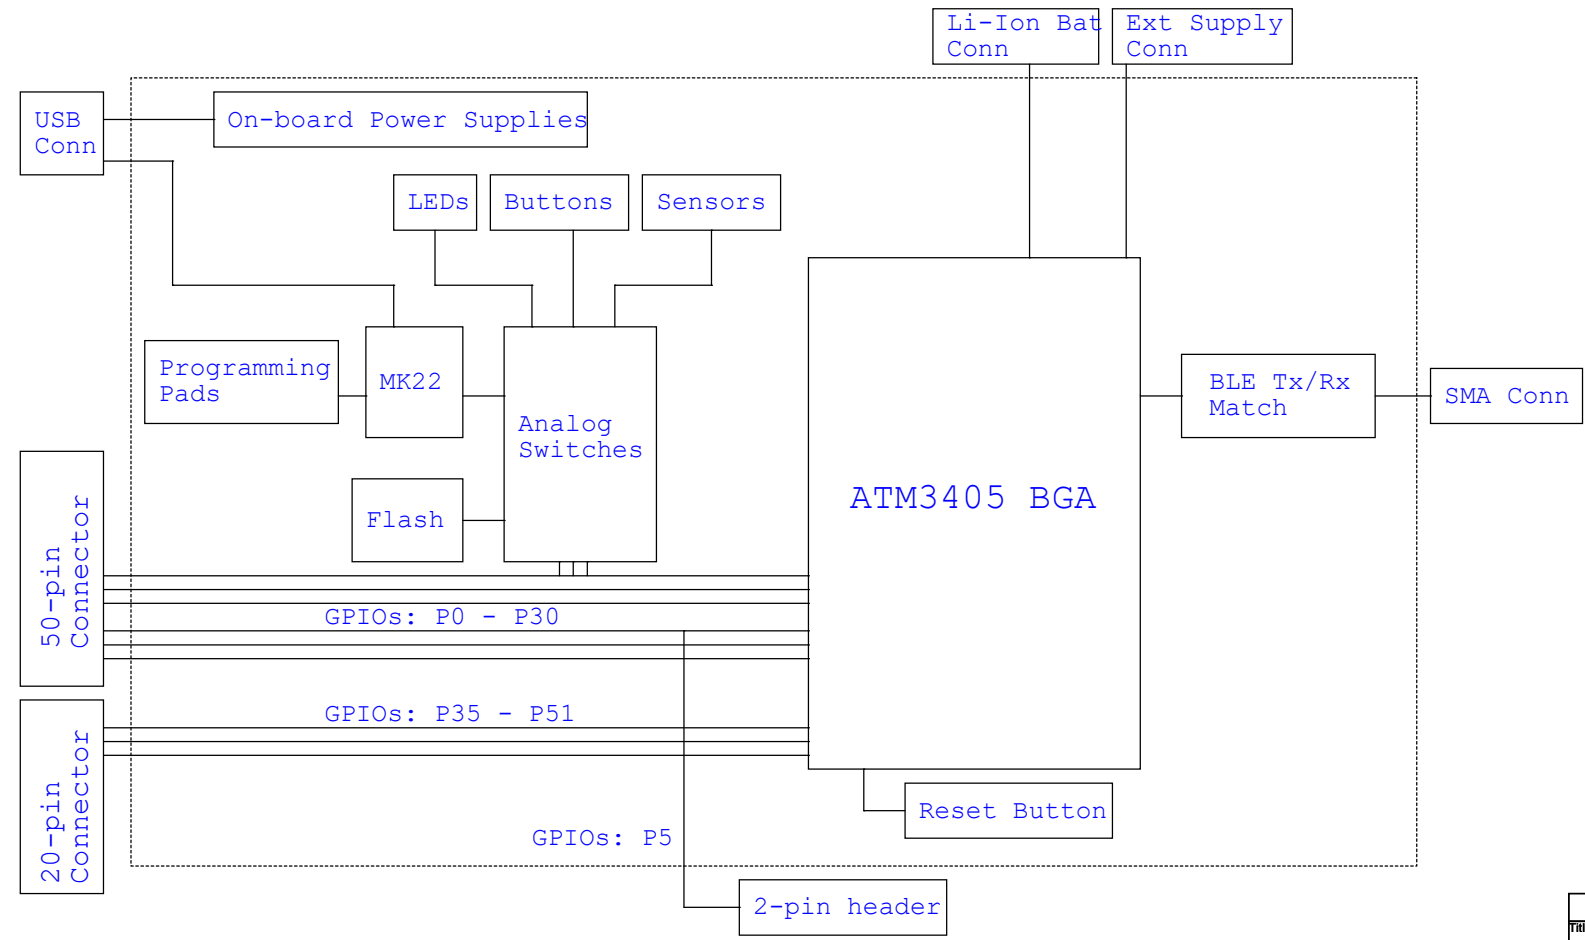 Li-Ion Bat
Conn
Ext Supply
Conn
USB
Conn
On-board Power Supplies
LEDs
Buttons
Sensors
Programming
Pads
MK22
Analog
Switches
BLE Tx/Rx
Match
SMA Conn
Flash
ATM3405 BGA
50-pin
Connector
GPIOs: P0 - P30
GPIOs: P35 - P51
20-pin
Connector
Reset Button
GPIOs: P5
2-pin header